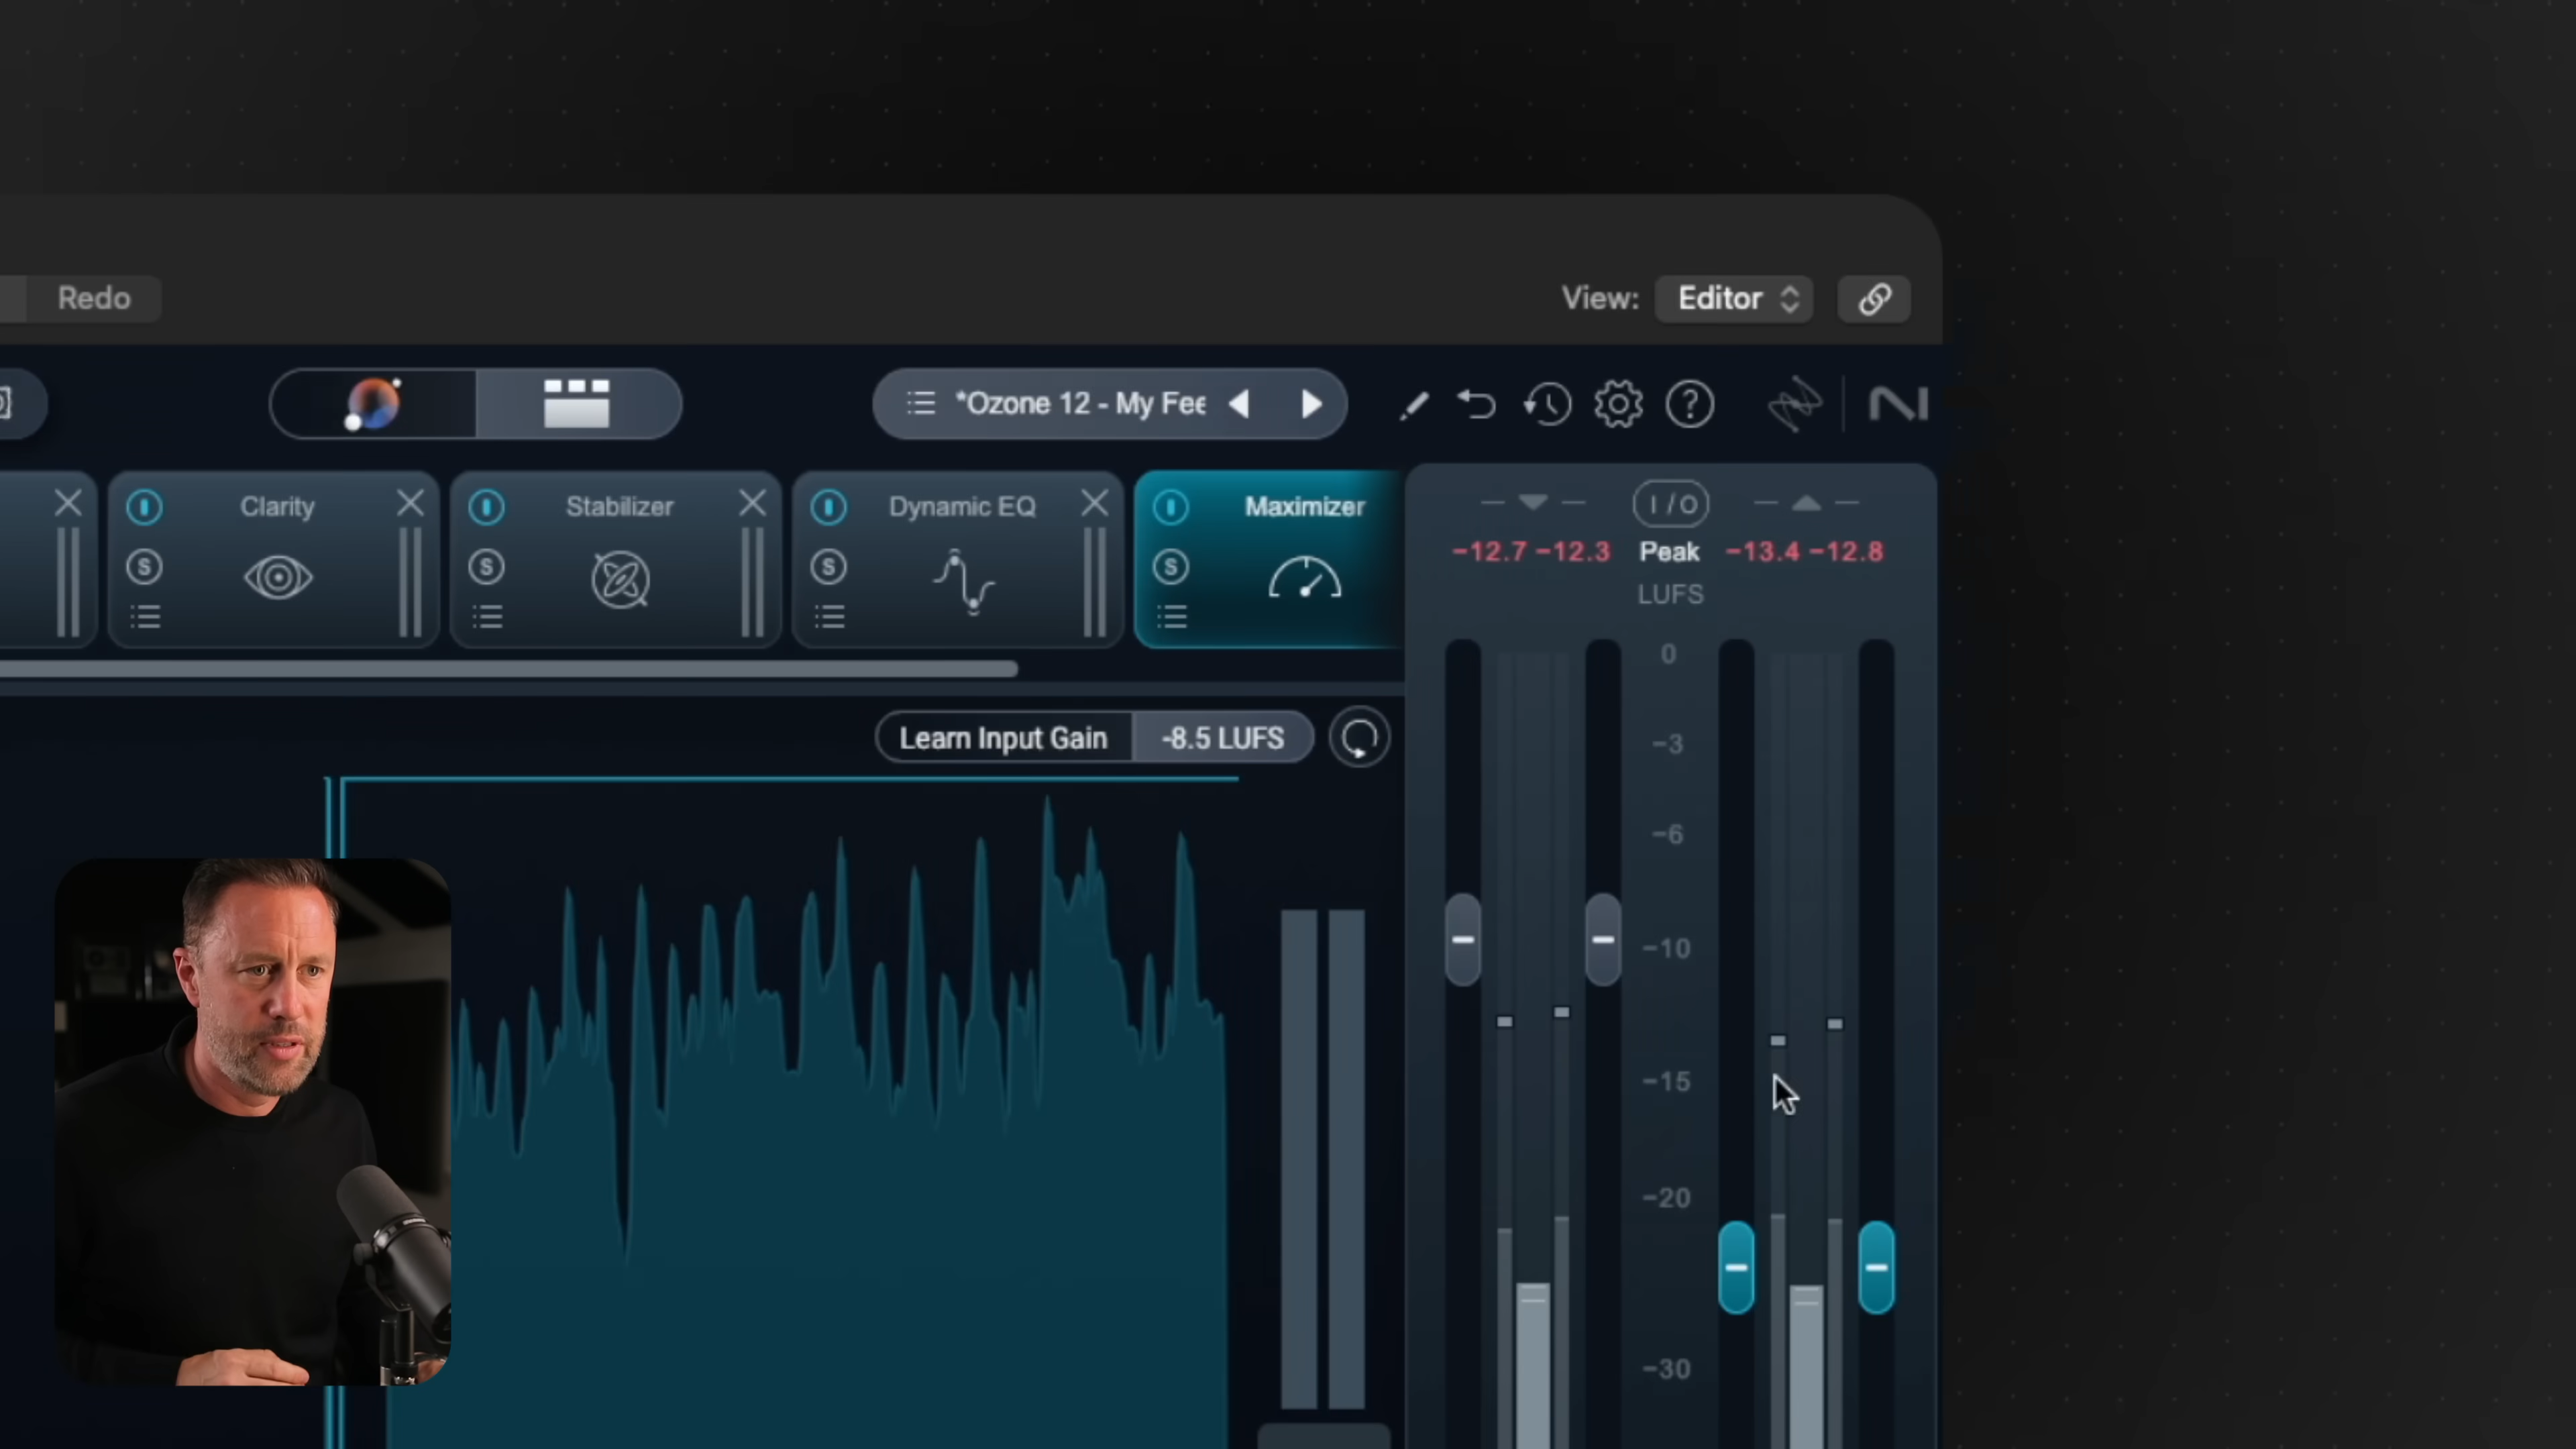 Redo
View:
Editor
*Ozone 12 - My Fee
Clarity
S
Stabilizer
S
Dynamic EQ
S
Maximizer
S
I / O
-12.7 -12.3 Peak -13.4 -12.8
LUFS
0
-3
-6
-10
-15
-20
-30
Learn Input Gain -8.5 LUFS